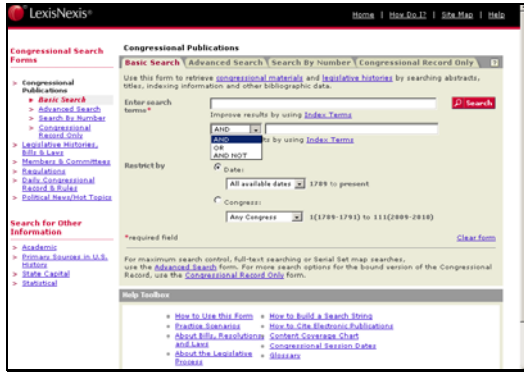 LexisNexis®
Home | How Do I? | Site Map | Help
Congressional Search
Forms
> Congressional
Publications
Basic Search
Advanced Search
Search By Number
Congressional
Record Only
> Legislative Histories,
Bills & Laws
> Members & Committees
> Regulations
> Daily Congressional
Record & Rules
> Political News/Hot Topics
Search for Other
Information
> Academic
> Primary Sources in U.S.
History
> State Capital
> Statistical
Congressional Publications
Basic Search Advanced Search Search By Number Congressional Record Only ?
Use this form to retrieve congressional materials and legislative histories by searching abstracts,
titles, indexing information and other bibliographic data.
Enter search
terms*
Search
Improve results by using Index Terms
AND
AND
ts by using Index Terms
OR
AND NOT
Restrict by
Date:
All available dates 1789 to present
Congress:
Any Congress 1(1789-1791) to 111(2009-2010)
*required field
Clear form
For maximum search control, full-text searching or Serial Set map searches,
use the Advanced Search form. For more search options for the bound version of the Congressional
Record, use the Congressional Record Only form.
Help Toolbox
How to Use this Form
Practice Scenarios
About Bills, Resolutions
and Laws
About the Legislative
Process
How to Build a Search String
How to Cite Electronic Publications
Content Coverage Chart
Congressional Session Dates
Glossary